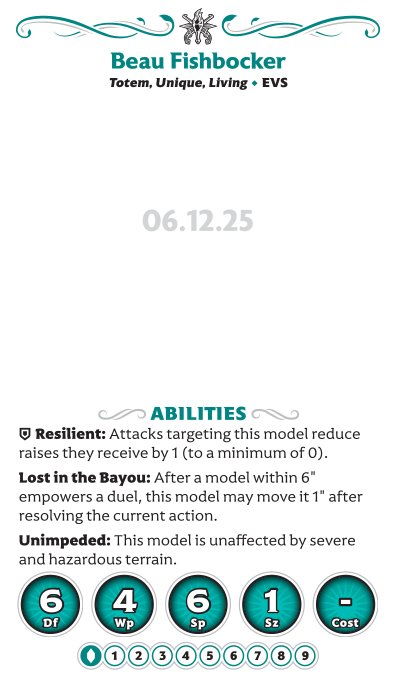 Beau Fishbocker
Totem, Unique, Living ⬥ EVS
06.12.25
ABILITIES
Resilient: Attacks targeting this model reduce
raises they receive by 1 (to a minimum of 0).
Lost in the Bayou: After a model within 6"
empowers a duel, this model may move it 1" after
resolving the current action.
Unimpeded: This model is unaffected by severe
and hazardous terrain.
6 4 6 1 -
Df Wp Sp Sz Cost
1 2 3 4 5 6 7 8 9